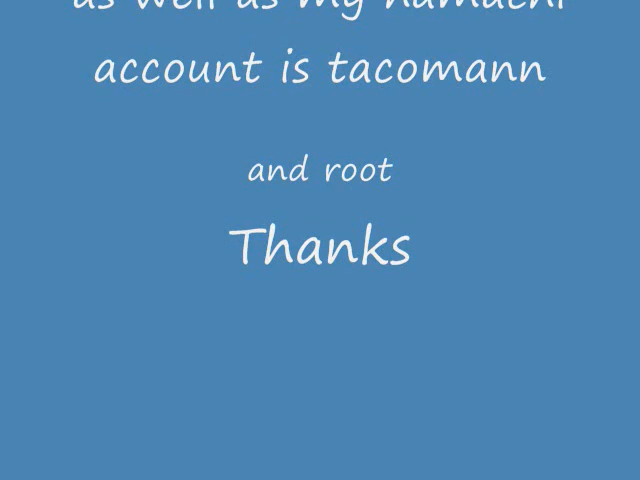 as well as my hamachi
account is tacomann
and root
Thanks